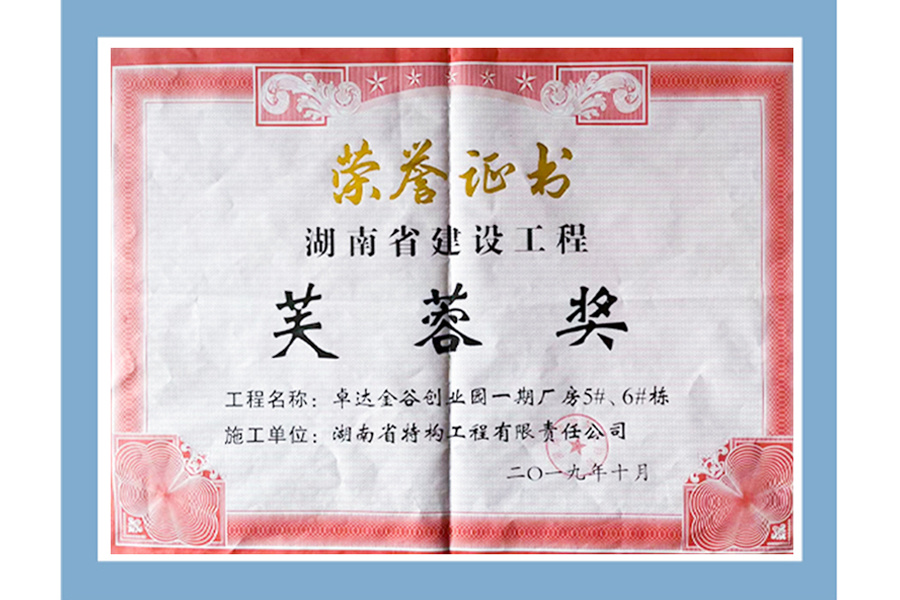 荣誉证书
湖南省建设工程
芙蓉奖
工程名称：卓达金谷创业园一期厂房5#、6#栋
施工单位：湖南省特构工程有限责任公司
二〇一九年十月